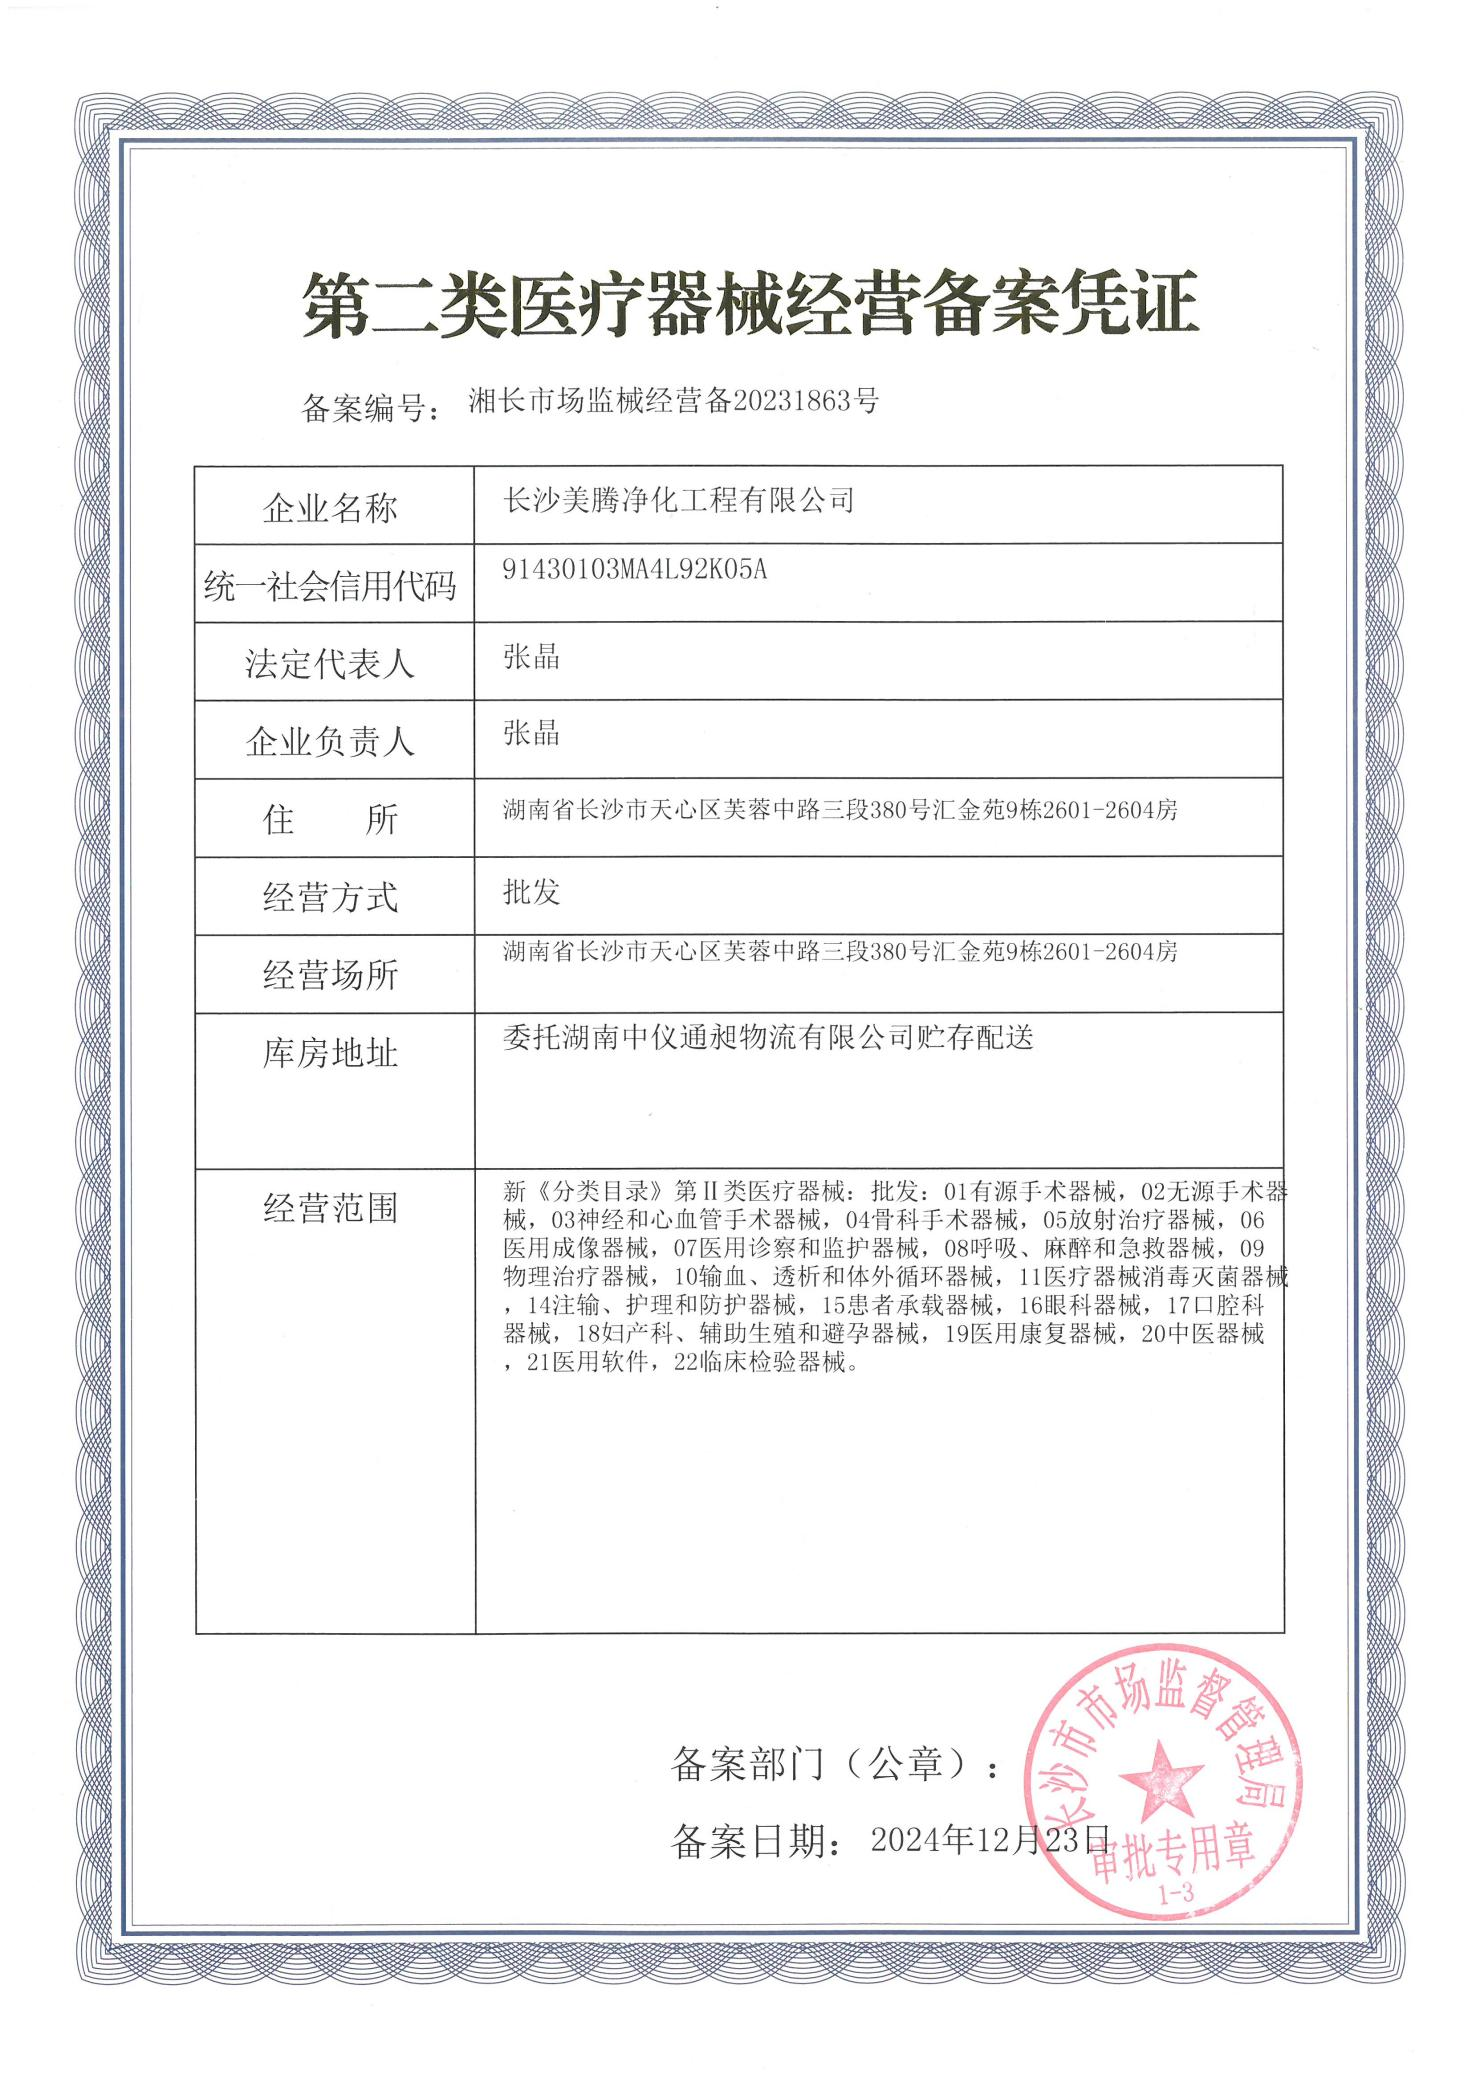 第二类医疗器械经营备案凭证
备案编号： 湘长市场监械经营备20231863号
企业名称 长沙美腾净化工程有限公司
统一社会信用代码 91430103MA4L92K05A
法定代表人 张晶
企业负责人 张晶
住 所 湖南省长沙市天心区芙蓉中路三段380号汇金苑9栋2601-2604房
经营方式 批发
经营场所 湖南省长沙市天心区芙蓉中路三段380号汇金苑9栋2601-2604房
库房地址 委托湖南中仪通昶物流有限公司贮存配送
经营范围 新《分类目录》第Ⅱ类医疗器械：批发：01有源手术器械，02无源手术器
械，03神经和心血管手术器械，04骨科手术器械，05放射治疗器械，06
医用成像器械，07医用诊察和监护器械，08呼吸、麻醉和急救器械，09
物理治疗器械，10输血、透析和体外循环器械，11医疗器械消毒灭菌器械
，14注输、护理和防护器械，15患者承载器械，16眼科器械，17口腔科
器械，18妇产科、辅助生殖和避孕器械，19医用康复器械，20中医器械
，21医用软件，22临床检验器械。
备案部门（公章）：
备案日期： 2024年12月23日
长沙市市场监督管理局
审批专用章
1-3